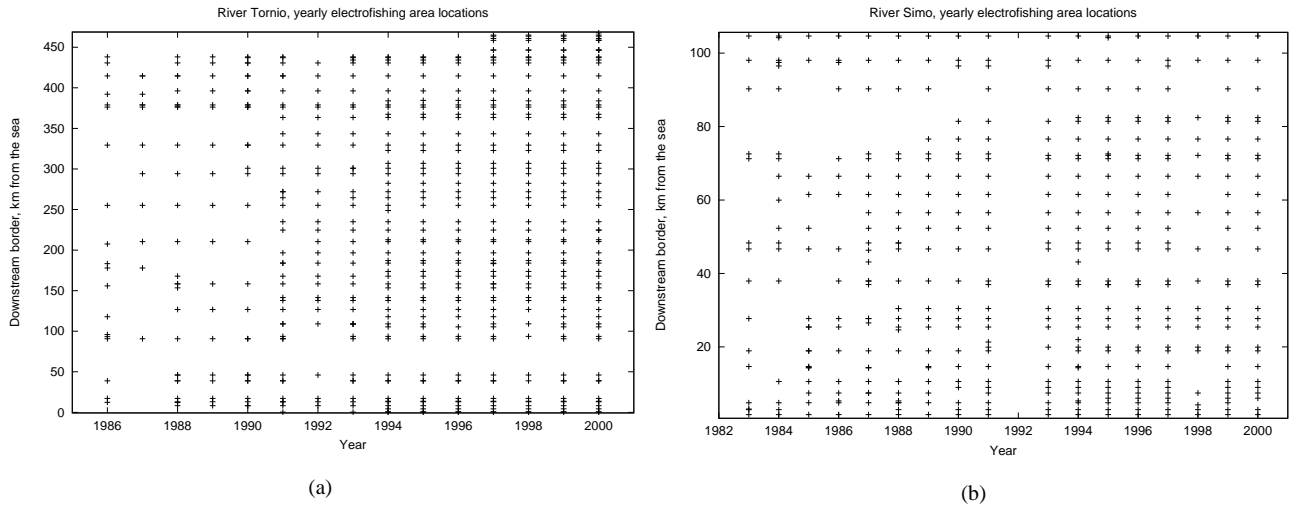 River Tornio, yearly electrofishing area locations
Downstream border, km from the sea
450
400
350
300
250
200
150
100
50
0
1986 1988 1990 1992 1994 1996 1998 2000
Year
(a)
River Simo, yearly electrofishing area locations
Downstream border, km from the sea
100
80
60
40
20
1982 1984 1986 1988 1990 1992 1994 1996 1998 2000
Year
(b)